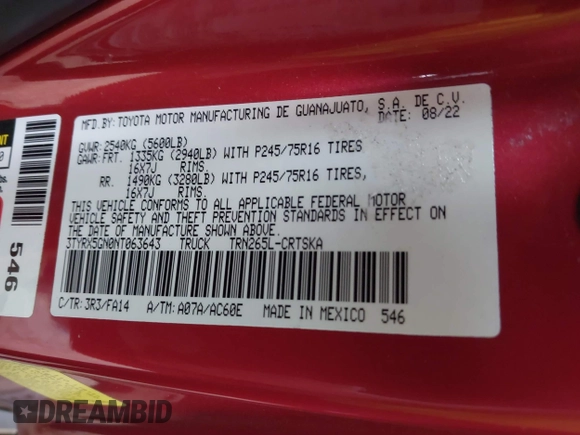 MFD.BY:TOYOTA MOTOR MANUFACTURING DE GUANAJUATO, S.A. DE C.V.
DATE: 08/22
GVWR:2540KG (5600LB)
GAWR:FRT. 1335KG (2940LB) WITH P245/75R16 TIRES
16X7J RIMS.
RR. 1490KG (3280LB) WITH P245/75R16 TIRES,
16X7J RIMS.
THIS VEHICLE CONFORMS TO ALL APPLICABLE FEDERAL MOTOR
VEHICLE SAFETY AND THEFT PREVENTION STANDARDS IN EFFECT ON
THE DATE OF MANUFACTURE SHOWN ABOVE.
3TYRX5GN0NT063643 TRUCK TRN265L-CRTSKA
C/TR:3R3/FA14 A/TM:A07A/AC60E MADE IN MEXICO 546
546
DREAMBID